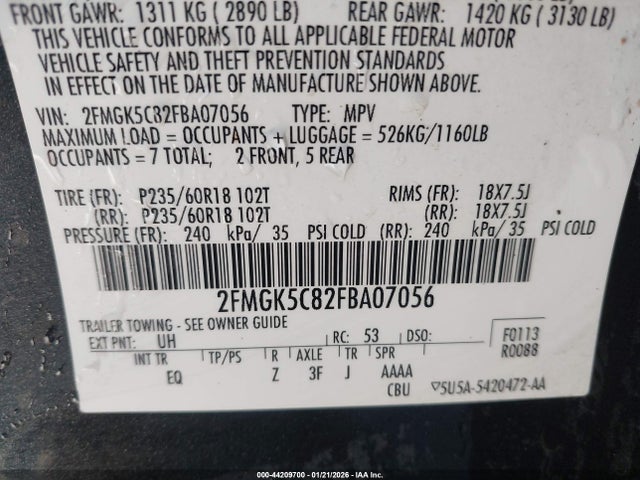 FRONT GAWR: 1311 KG ( 2890 LB) REAR GAWR: 1420 KG ( 3130 LB)
THIS VEHICLE CONFORMS TO ALL APPLICABLE FEDERAL MOTOR
VEHICLE SAFETY AND THEFT PREVENTION STANDARDS
IN EFFECT ON THE DATE OF MANUFACTURE SHOWN ABOVE.
VIN: 2FMGK5C82FBA07056 TYPE: MPV
MAXIMUM LOAD = OCCUPANTS + LUGGAGE = 526KG/1160LB
OCCUPANTS = 7 TOTAL; 2 FRONT, 5 REAR
TIRE (FR): P235/60R18 102T RIMS (FR): 18X7.5J
(RR): P235/60R18 102T (RR): 18X7.5J
PRESSURE (FR): 240 kPa/ 35 PSI COLD (RR): 240 kPa/ 35 PSI COLD
2FMGK5C82FBA07056
TRAILER TOWING - SEE OWNER GUIDE
EXT PNT: UH RC: 53 DSO: F0113
R0088
INT TR TP/PS R AXLE TR SPR
EQ Z 3F J AAAA
CBU ▽5U5A-5420472-AA
000-44209700 - 01/21/2026 - IAA Inc.